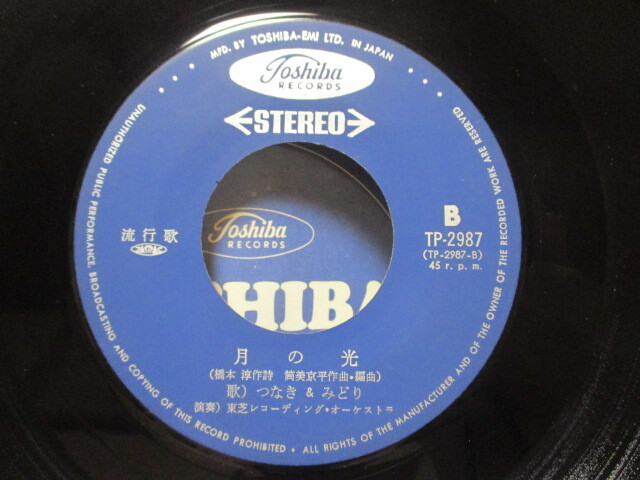 MFD. BY TOSHIBA-EMI LTD. IN JAPAN
Toshiba
RECORDS
STEREO
流行歌
B
TP-2987
(TP-2987-B)
45 r. p. m.
Toshiba
RECORDS
HIBA
月の光
(橋本 淳作詩 筒美京平作曲・編曲)
歌) つなき & みどり
演奏) 東芝レコーディング・オーケストラ
UNAUTHORIZED PUBLIC PERFORMANCE, BROADCASTING AND COPYING OF THIS RECORD PROHIBITED • ALL RIGHTS OF THE MANUFACTURER AND OF THE OWNER OF THE RECORDED WORK ARE RESERVED